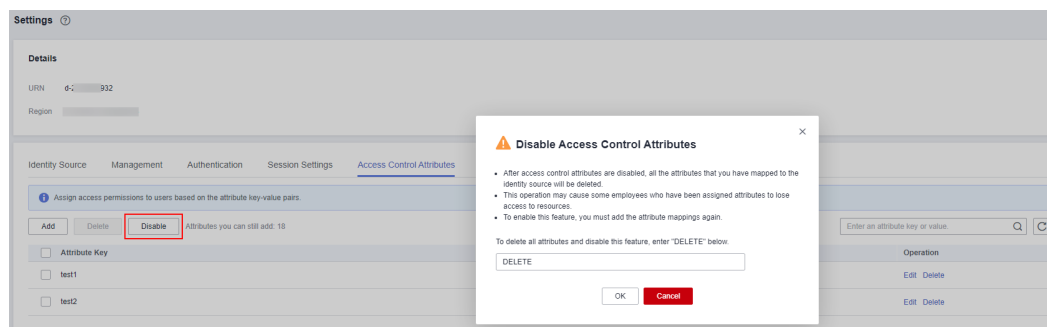 Settings
Details
URN d-2 932
Region
Identity Source Management Authentication Session Settings Access Control Attributes
Assign access permissions to users based on the attribute key-value pairs.
Add Delete Disable Attributes you can still add: 18
Enter an attribute key or value.
Attribute Key Operation
test1 Edit Delete
test2 Edit Delete
Disable Access Control Attributes
• After access control attributes are disabled, all the attributes that you have mapped to the
identity source will be deleted.
• This operation may cause some employees who have been assigned attributes to lose
access to resources.
• To enable this feature, you must add the attribute mappings again.
To delete all attributes and disable this feature, enter "DELETE" below.
DELETE
OK Cancel